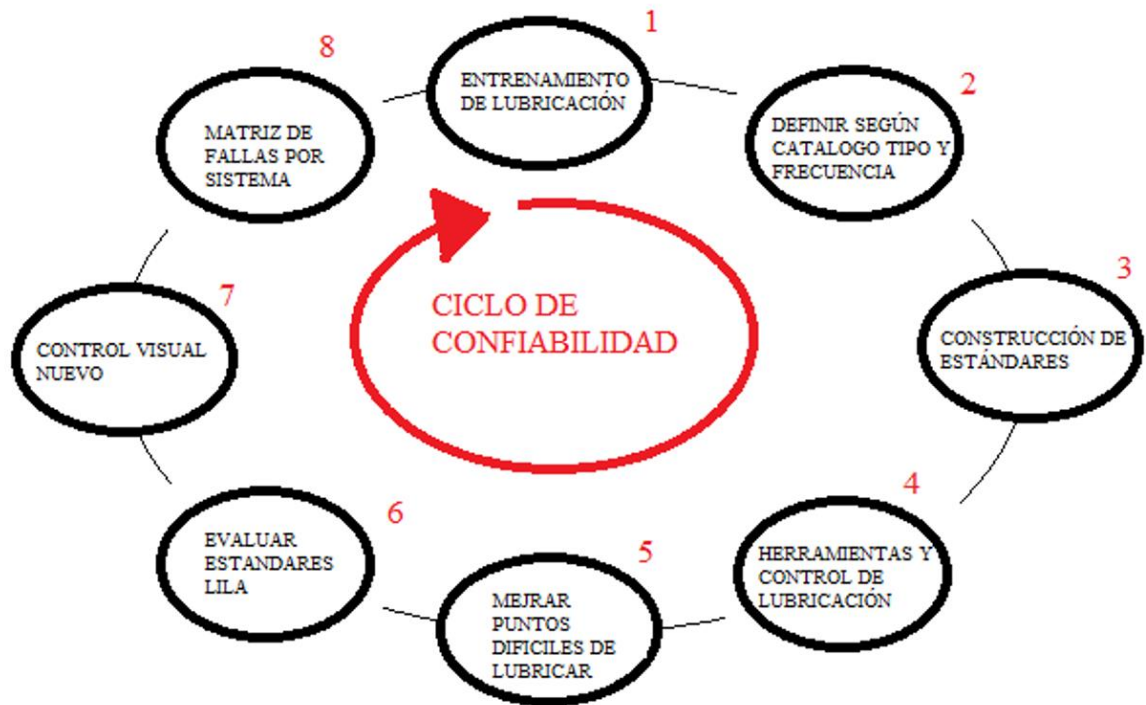 CICLO DE
CONFIABILIDAD
1
ENTRENAMIENTO
DE LUBRICACIÓN
2
DEFINIR SEGÚN
CATALOGO TIPO Y
FRECUENCIA
3
CONSTRUCCIÓN DE
ESTÁNDARES
4
HERRAMIENTAS Y
CONTROL DE
LUBRICACIÓN
5
MEJRAR
PUNTOS
DIFICILES DE
LUBRICAR
6
EVALUAR
ESTANDARES
LILA
7
CONTROL VISUAL
NUEVO
8
MATRIZ DE
FALLAS POR
SISTEMA